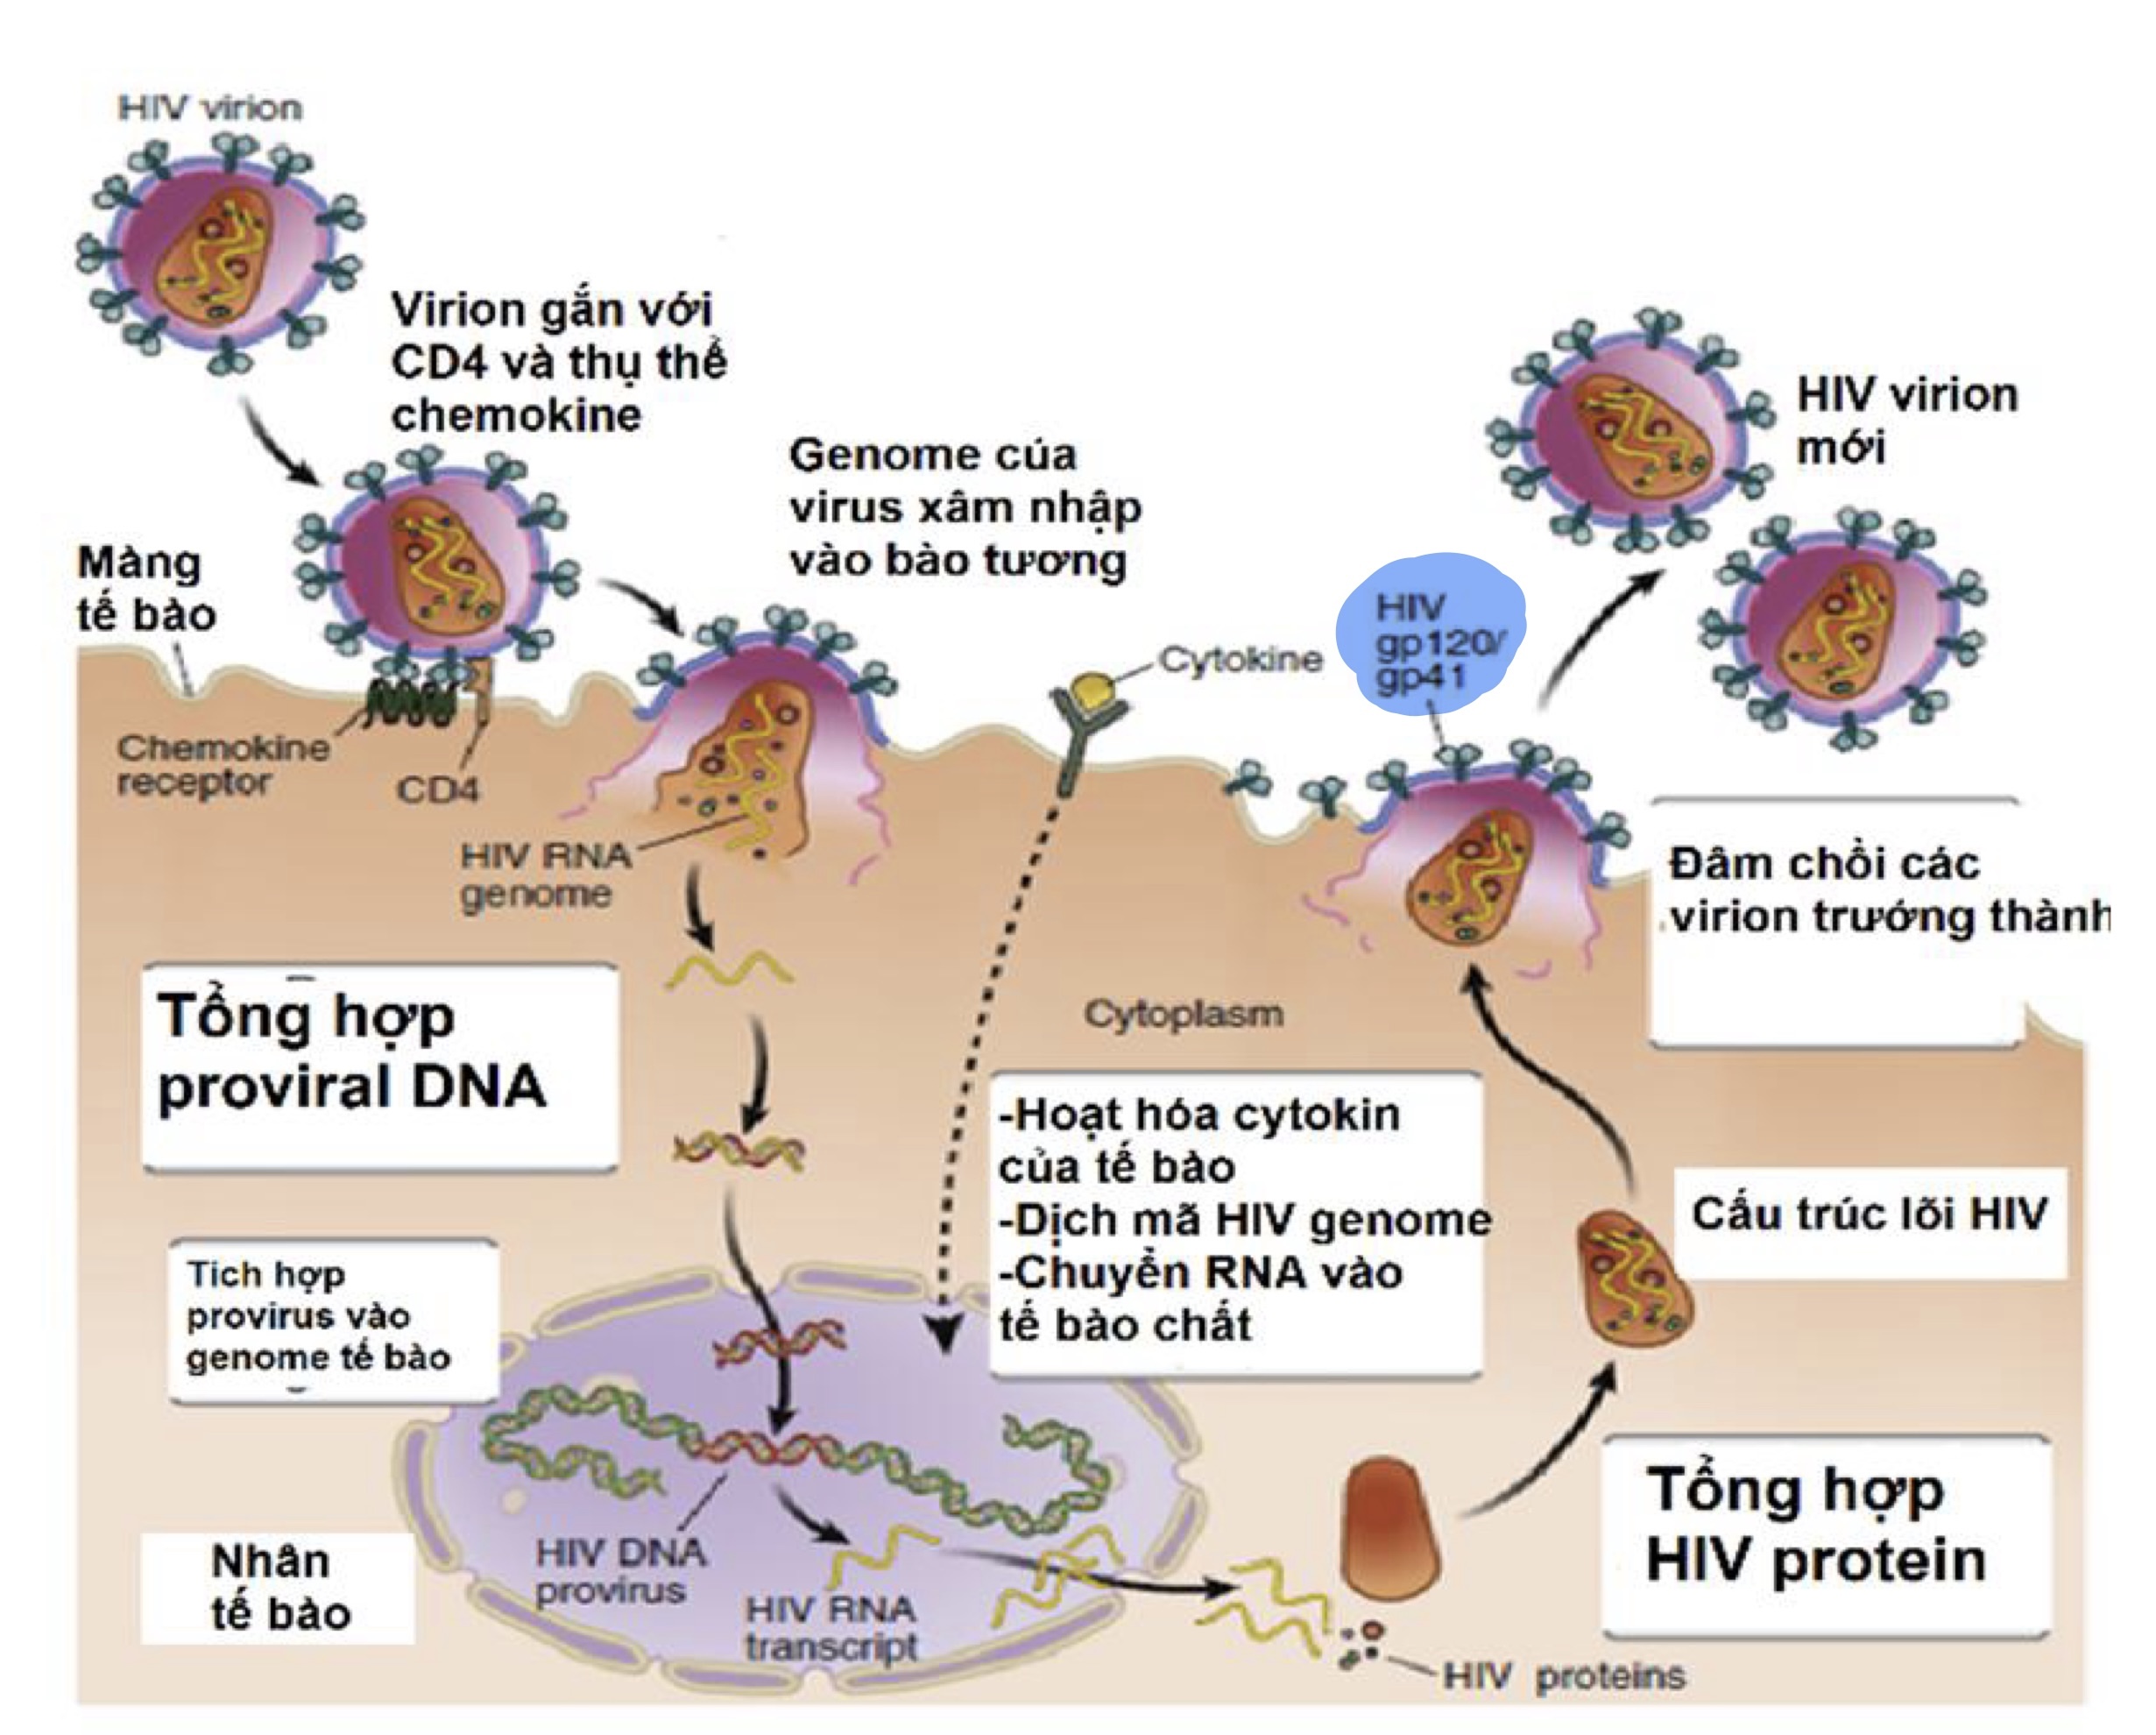 HIV virion
Virion gắn với
CD4 và thụ thể
chemokine
Genome của
virus xâm nhập
vào bào tương
Màng
tế bào
Chemokine
receptor
CD4
HIV RNA
genome
Cytokine
HIV
gp120/
gp41
HIV virion
mới
Đâm chồi các
virion trướng thành
Tổng hợp
proviral DNA
Cytoplasm
-Hoạt hóa cytokin
của tế bào
-Dịch mã HIV genome
-Chuyển RNA vào
tế bào chất
Cấu trúc lõi HIV
Tich hợp
provirus vào
genome tế bào
Tổng hợp
HIV protein
Nhân
tế bào
HIV DNA
provirus
HIV RNA
transcript
HIV proteins